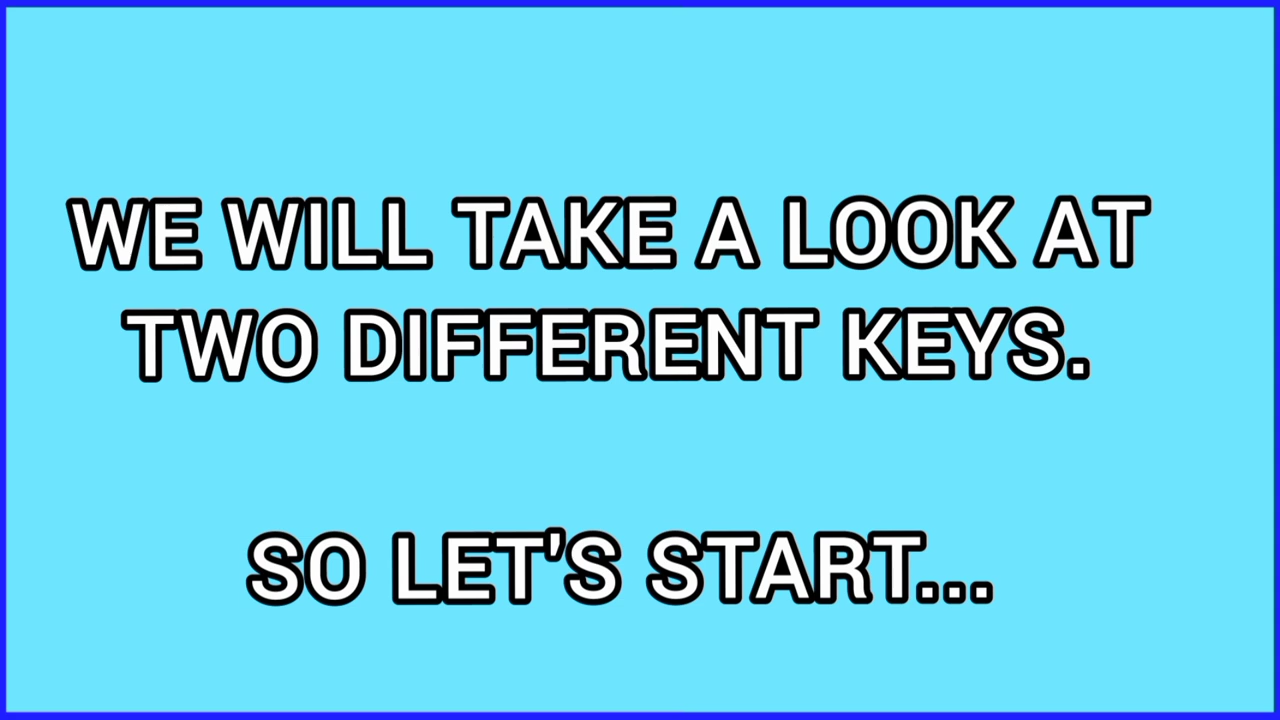 WE WILL TAKE A LOOK AT
TWO DIFFERENT KEYS.
SO LET'S START...